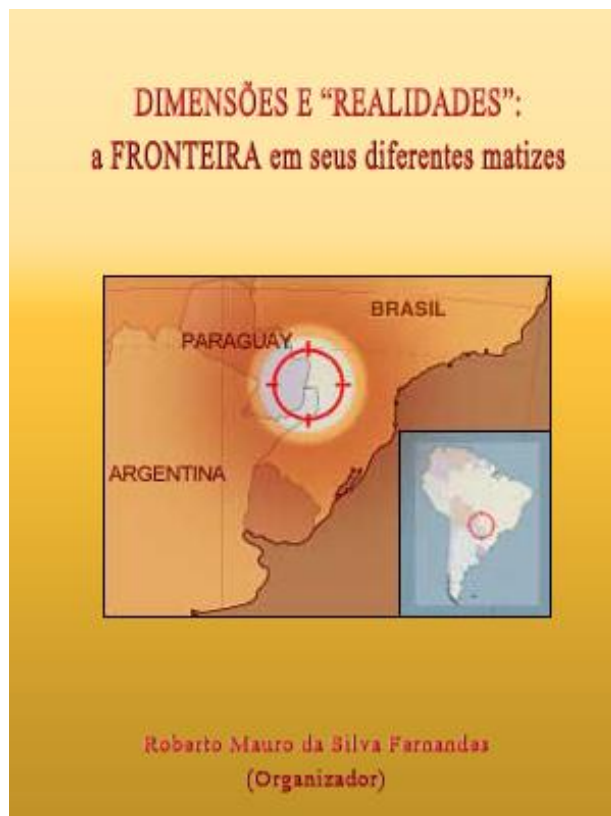 DIMENSÕES E “REALIDADES”:
a FRONTEIRA em seus diferentes matizes
BRASIL
PARAGUAY
ARGENTINA
Roberto Mauro da Silva Fernandes
(Organizador)